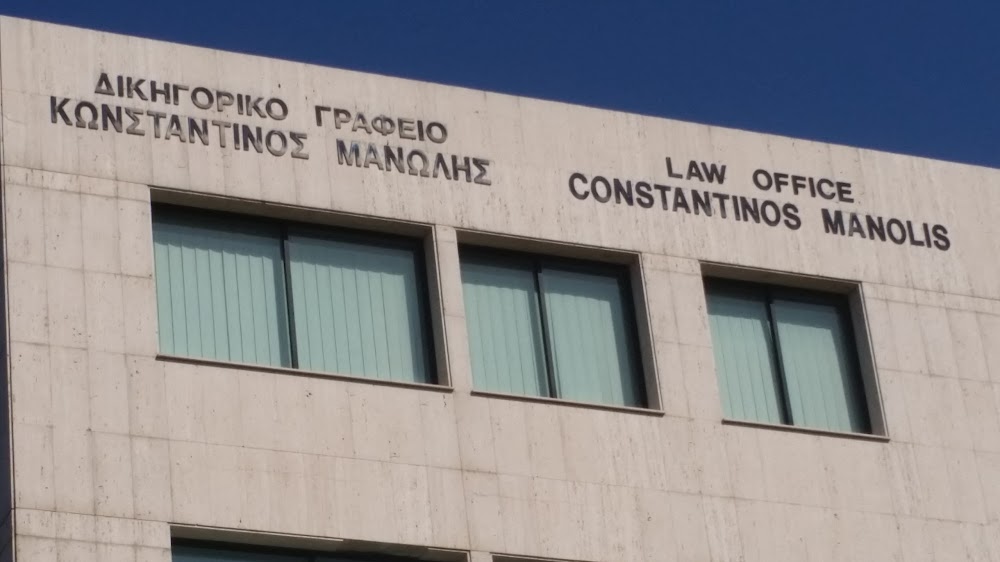 ΔΙΚΗΓΟΡΙΚΟ ΓΡΑΦΕΙΟ
ΚΩΝΣΤΑΝΤΙΝΟΣ ΜΑΝΩΛΗΣ
LAW OFFICE
CONSTANTINOS MANOLIS